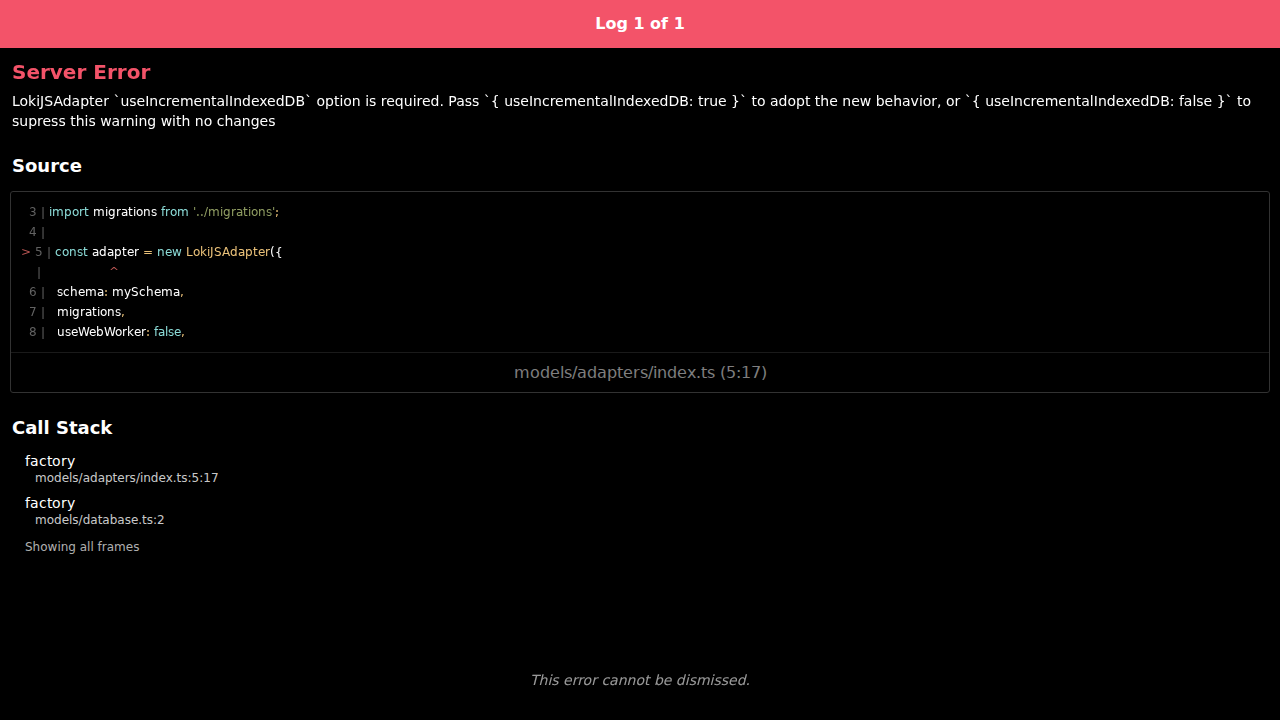 Log 1 of 1
Server Error
LokiJSAdapter `useIncrementalIndexedDB` option is required. Pass `{ useIncrementalIndexedDB: true }` to adopt the new behavior, or `{ useIncrementalIndexedDB: false }` to
supress this warning with no changes
Source
3 | import migrations from '../migrations';
4 |
> 5 | const adapter = new LokiJSAdapter({
| ^
6 | schema: mySchema,
7 | migrations,
8 | useWebWorker: false,
models/adapters/index.ts (5:17)
Call Stack
factory
models/adapters/index.ts:5:17
factory
models/database.ts:2
Showing all frames
This error cannot be dismissed.